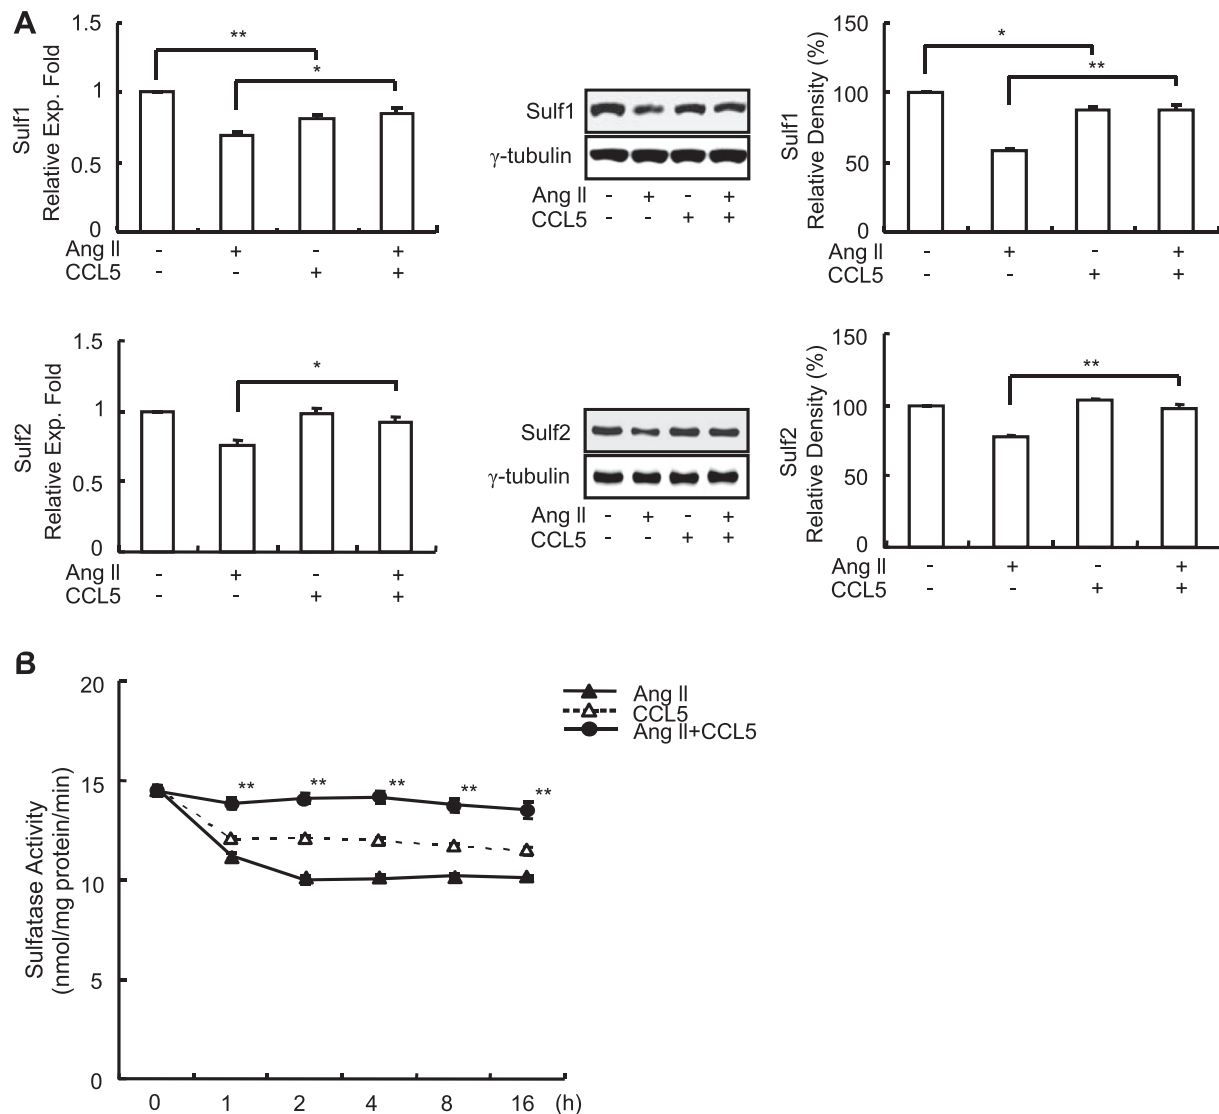 A
Sulf1
Relative Exp. Fold
1.5
1
0.5
0
**
*
Ang II - + - +
CCL5 - - + +
Sulf1
γ-tubulin
Ang II - + - +
CCL5 - - + +
Sulf1
Relative Density (%)
150
100
50
0
*
**
Ang II - + - +
CCL5 - - + +
Sulf2
Relative Exp. Fold
1.5
1
0.5
0
*
Ang II - + - +
CCL5 - - + +
Sulf2
γ-tubulin
Ang II - + - +
CCL5 - - + +
Sulf2
Relative Density (%)
150
100
50
0
**
Ang II - + - +
CCL5 - - + +
B
Sulfatase Activity
(nmol/mg protein/min)
20
15
10
5
0
Ang II
CCL5
Ang II+CCL5
** ** ** ** **
0 1 2 4 8 16 (h)